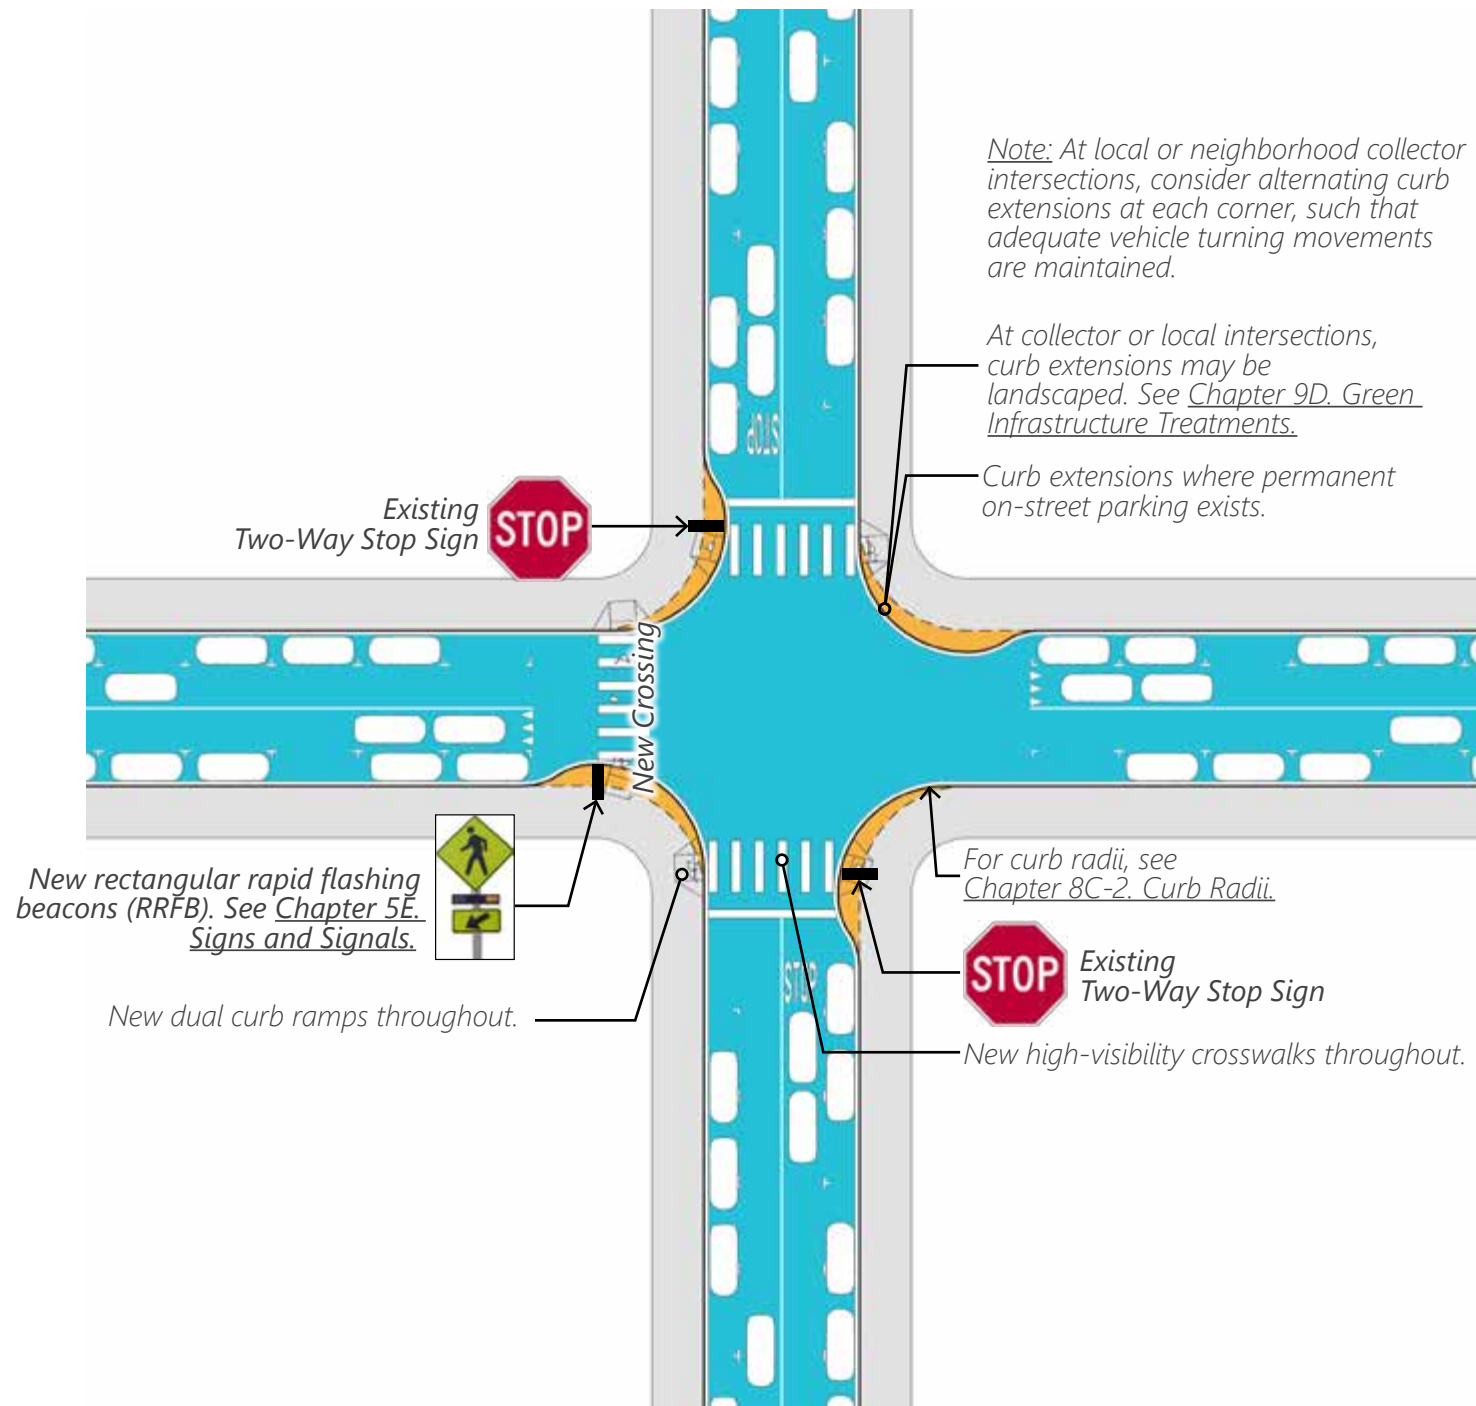 Note: At local or neighborhood collector
intersections, consider alternating curb
extensions at each corner, such that
adequate vehicle turning movements
are maintained.
At collector or local intersections,
curb extensions may be
landscaped. See Chapter 9D. Green
Infrastructure Treatments.
Curb extensions where permanent
on-street parking exists.
STOP
Existing
Two-Way Stop Sign
STOP
New Crossing
New rectangular rapid flashing
beacons (RRFB). See Chapter 5E.
Signs and Signals.
For curb radii, see
Chapter 8C-2. Curb Radii.
STOP
STOP
Existing
Two-Way Stop Sign
New dual curb ramps throughout.
New high-visibility crosswalks throughout.